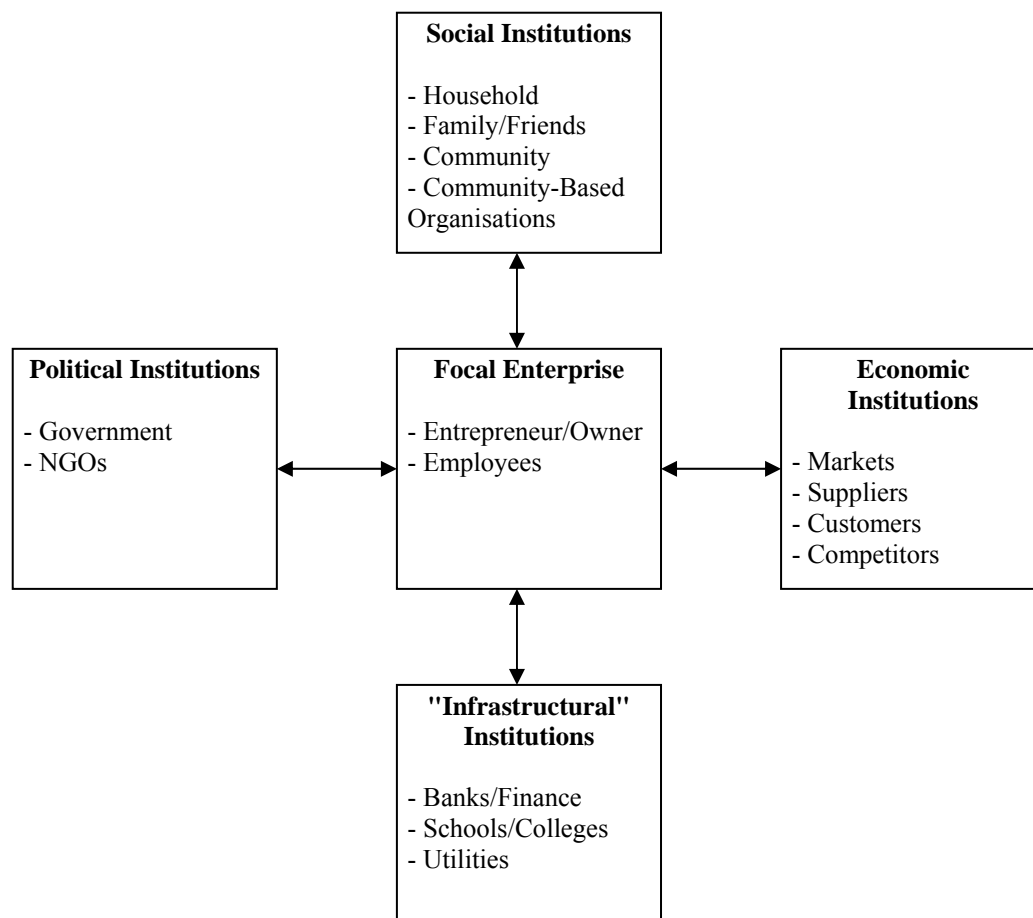 Social Institutions
- Household
- Family/Friends
- Community
- Community-Based
Organisations
Political Institutions
- Government
- NGOs
Focal Enterprise
- Entrepreneur/Owner
- Employees
Economic
Institutions
- Markets
- Suppliers
- Customers
- Competitors
"Infrastructural"
Institutions
- Banks/Finance
- Schools/Colleges
- Utilities